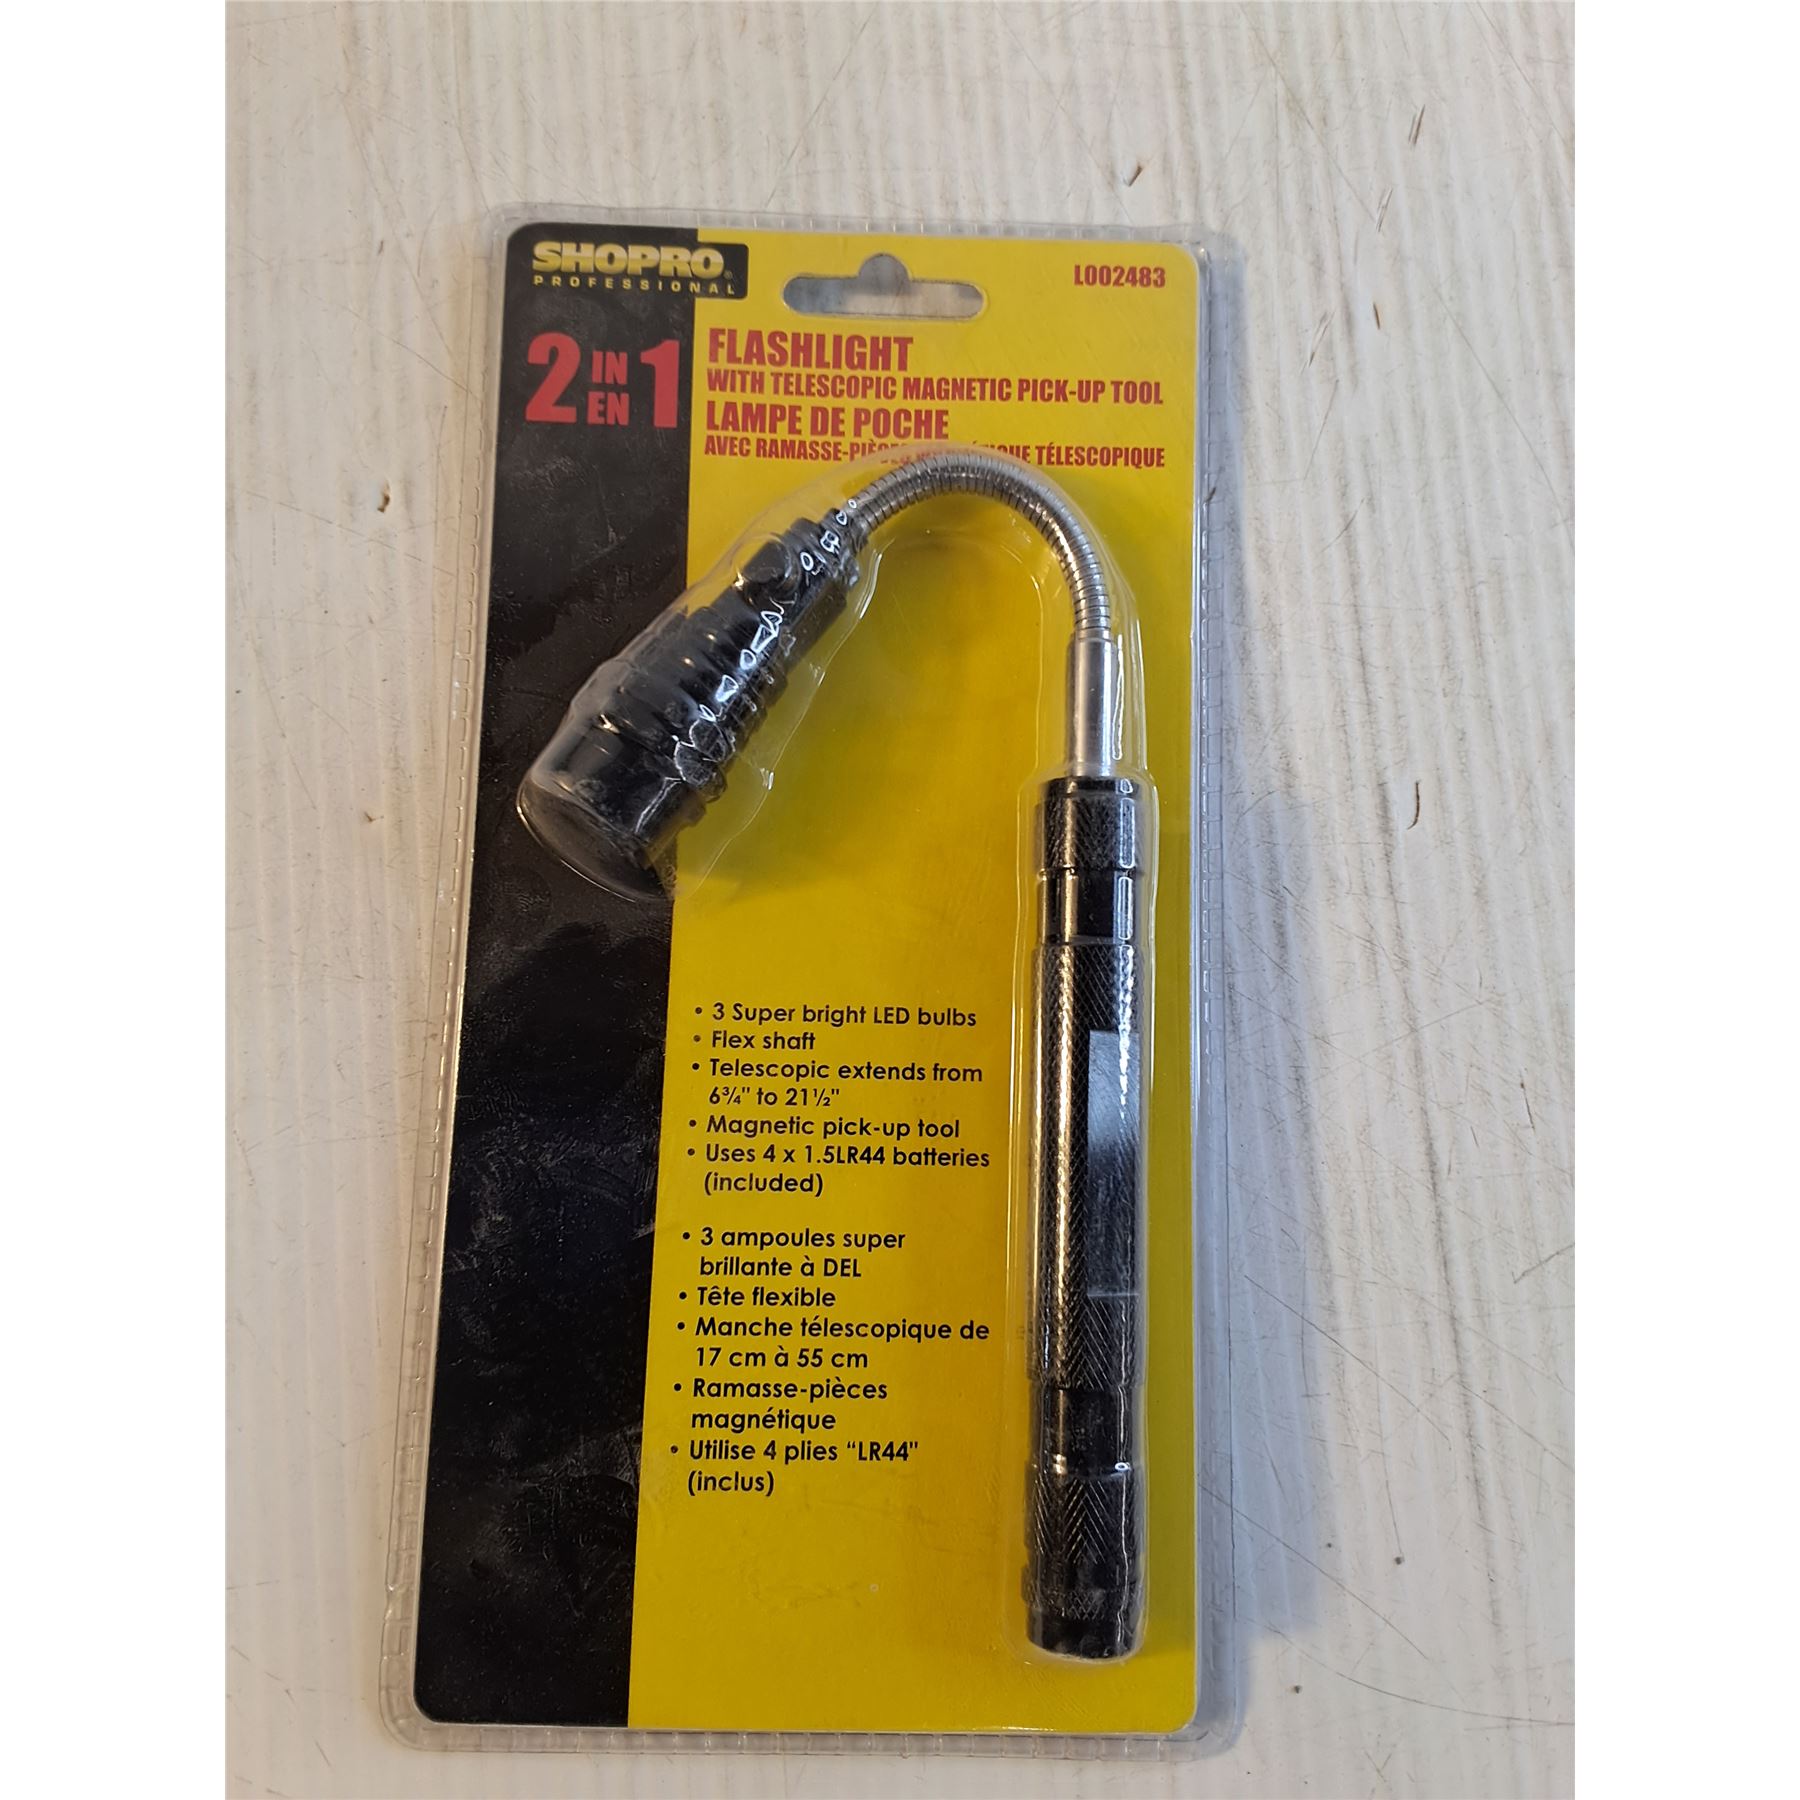 SHOPRO®
PROFESSIONAL
L002483
2 IN EN 1
FLASHLIGHT
WITH TELESCOPIC MAGNETIC PICK-UP TOOL
LAMPE DE POCHE
AVEC RAMASSE-PIÈCES MAGNÉTIQUE TÉLESCOPIQUE
• 3 Super bright LED bulbs
• Flex shaft
• Telescopic extends from
6¾" to 21½"
• Magnetic pick-up tool
• Uses 4 x 1.5LR44 batteries
(included)
• 3 ampoules super
brillante à DEL
• Tête flexible
• Manche télescopique de
17 cm à 55 cm
• Ramasse-pièces
magnétique
• Utilise 4 plies “LR44"
(inclus)